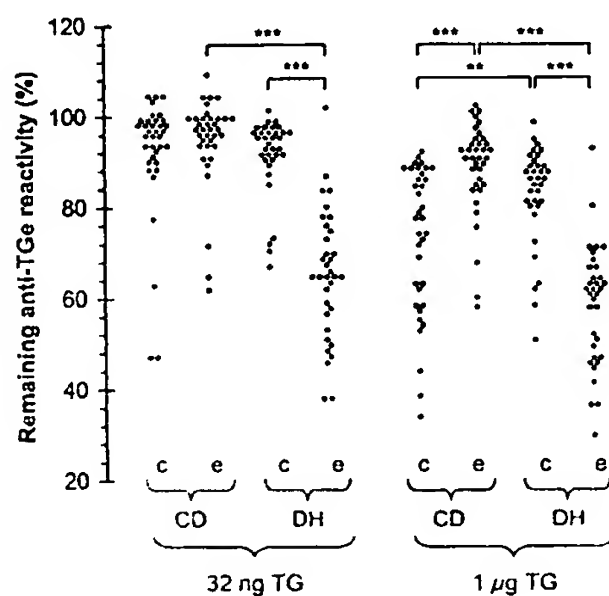 Remaining anti-TGe reactivity (%)
120
100
80
60
40
20
*** ***
*** ** ***
c e c e c e c e
CD DH CD DH
32 ng TG 1 µg TG